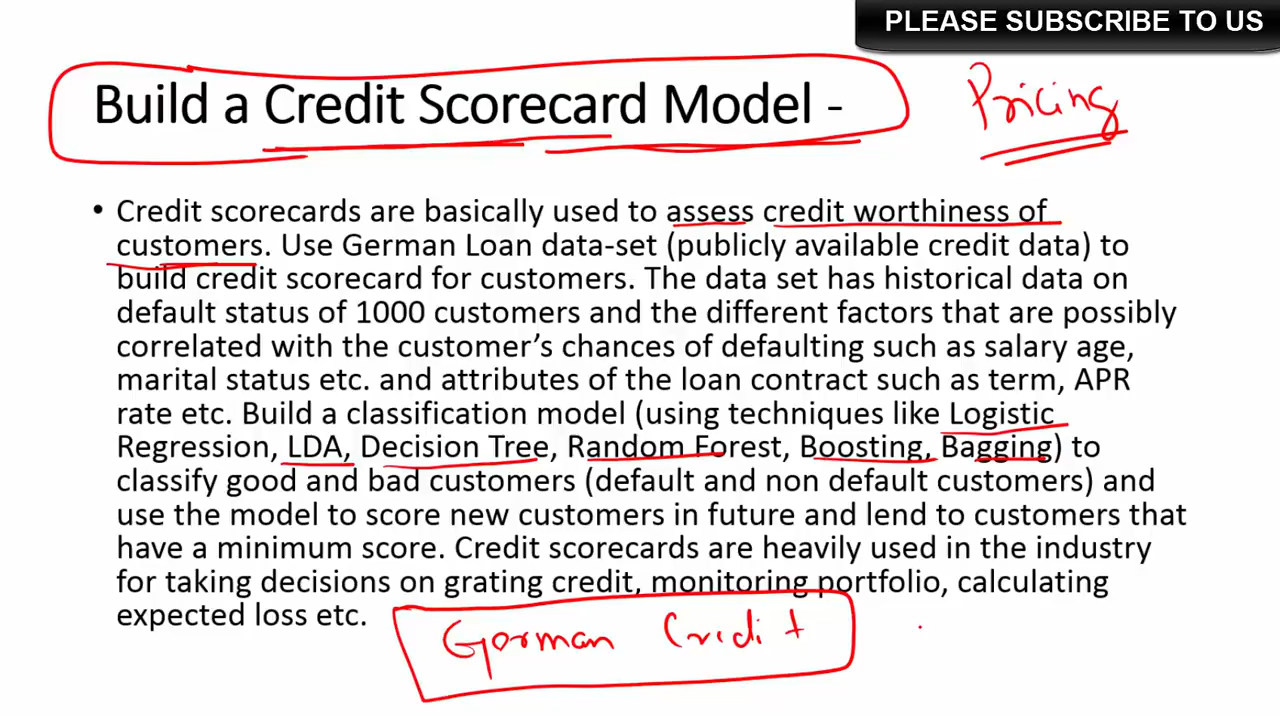 PLEASE SUBSCRIBE TO US
Build a Credit Scorecard Model -
Pricing
• Credit scorecards are basically used to assess credit worthiness of
customers. Use German Loan data-set (publicly available credit data) to
build credit scorecard for customers. The data set has historical data on
default status of 1000 customers and the different factors that are possibly
correlated with the customer’s chances of defaulting such as salary age,
marital status etc. and attributes of the loan contract such as term, APR
rate etc. Build a classification model (using techniques like Logistic
Regression, LDA, Decision Tree, Random Forest, Boosting, Bagging) to
classify good and bad customers (default and non default customers) and
use the model to score new customers in future and lend to customers that
have a minimum score. Credit scorecards are heavily used in the industry
for taking decisions on grating credit, monitoring portfolio, calculating
expected loss etc.
German Credit